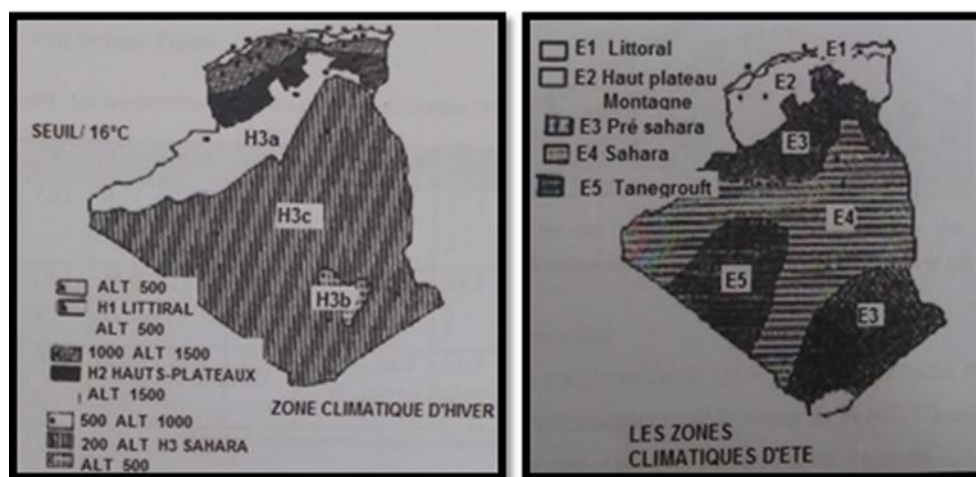 SEUIL/ 16°C
H3a
H3c
H3b
ALT 500
H1 LITTIRAL
ALT 500
1000 ALT 1500
H2 HAUTS-PLATEAUX
ALT 1500
ZONE CLIMATIQUE D'HIVER
500 ALT 1000
200 ALT H3 SAHARA
ALT 500
E1 Littoral
E2 Haut plateau
Montagne
E3 Pré sahara
E4 Sahara
E5 Tanegrouft
E1
E2
E3
E4
E5
E3
LES ZONES
CLIMATIQUES D'ETE